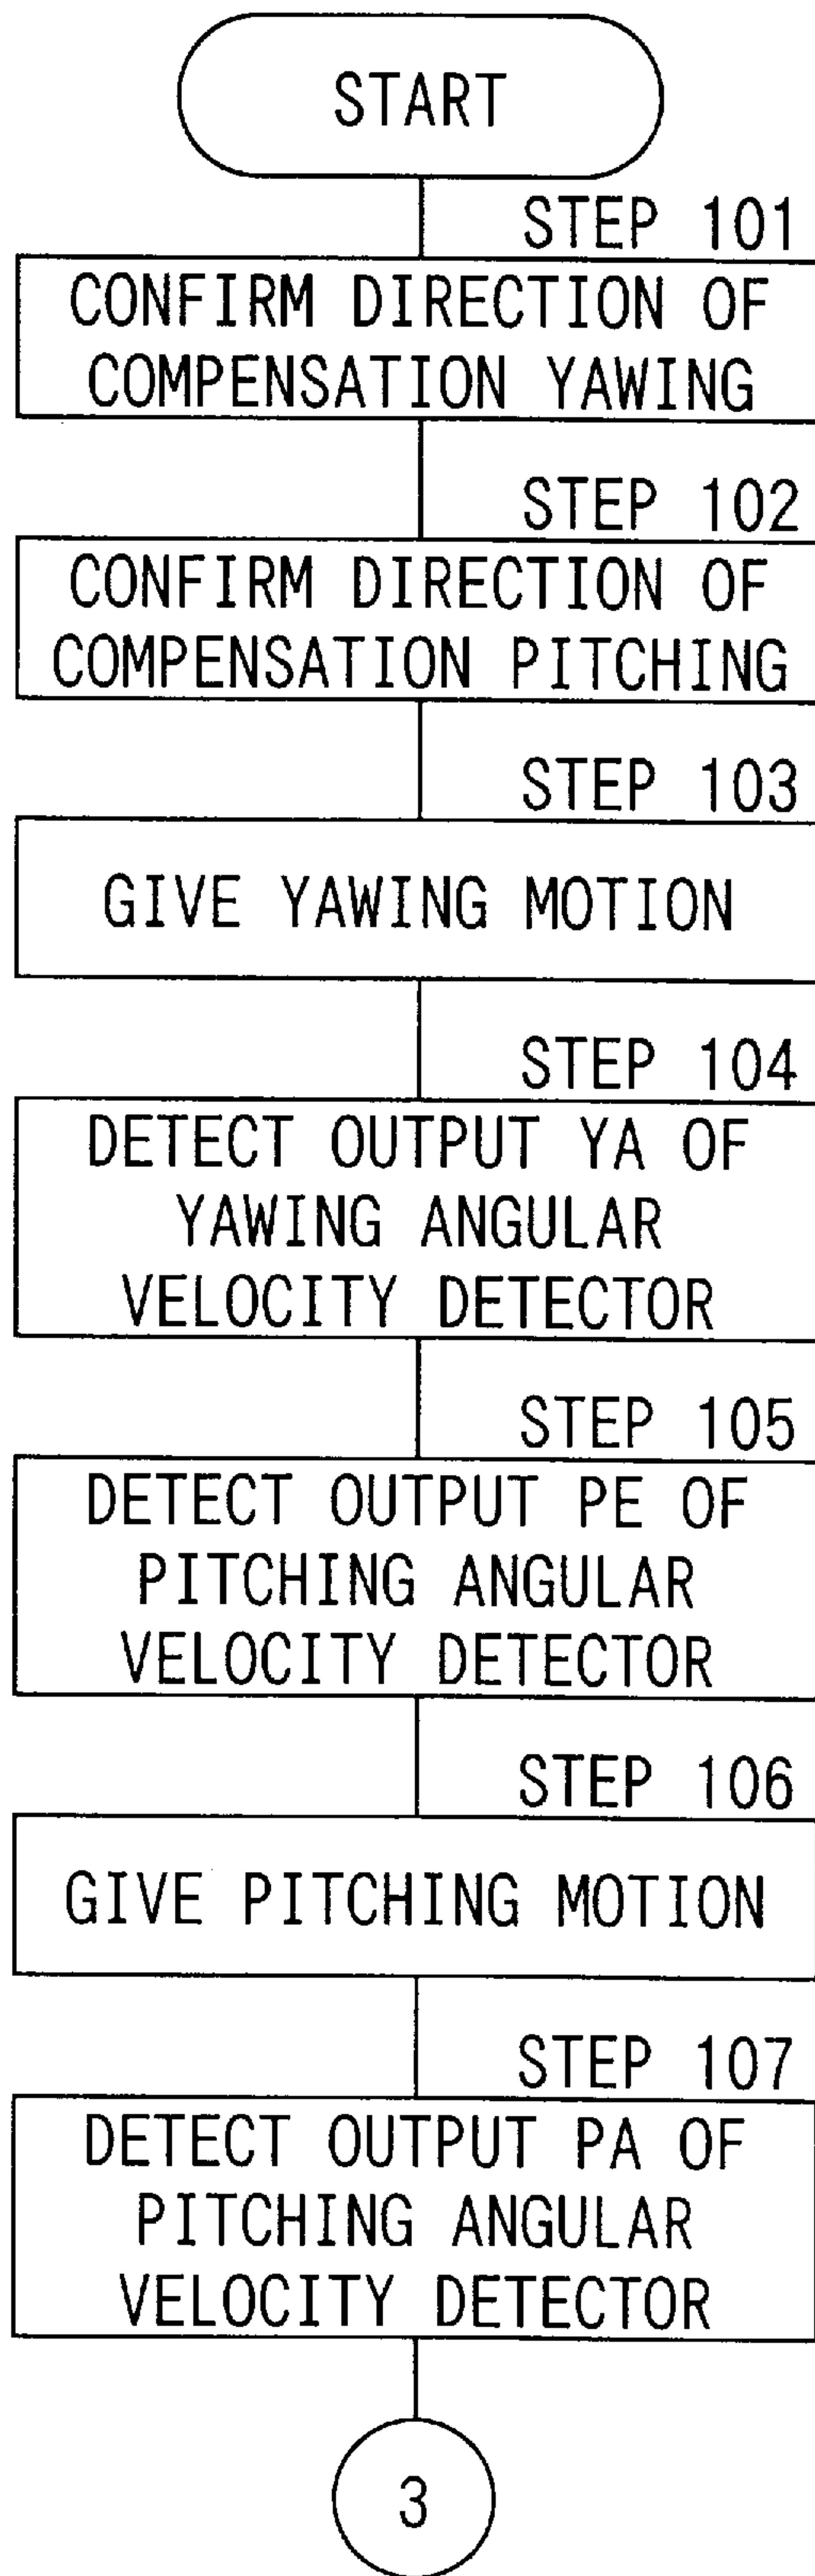 START
STEP 101
CONFIRM DIRECTION OF
COMPENSATION YAWING
STEP 102
CONFIRM DIRECTION OF
COMPENSATION PITCHING
STEP 103
GIVE YAWING MOTION
STEP 104
DETECT OUTPUT YA OF
YAWING ANGULAR
VELOCITY DETECTOR
STEP 105
DETECT OUTPUT PE OF
PITCHING ANGULAR
VELOCITY DETECTOR
STEP 106
GIVE PITCHING MOTION
STEP 107
DETECT OUTPUT PA OF
PITCHING ANGULAR
VELOCITY DETECTOR
3